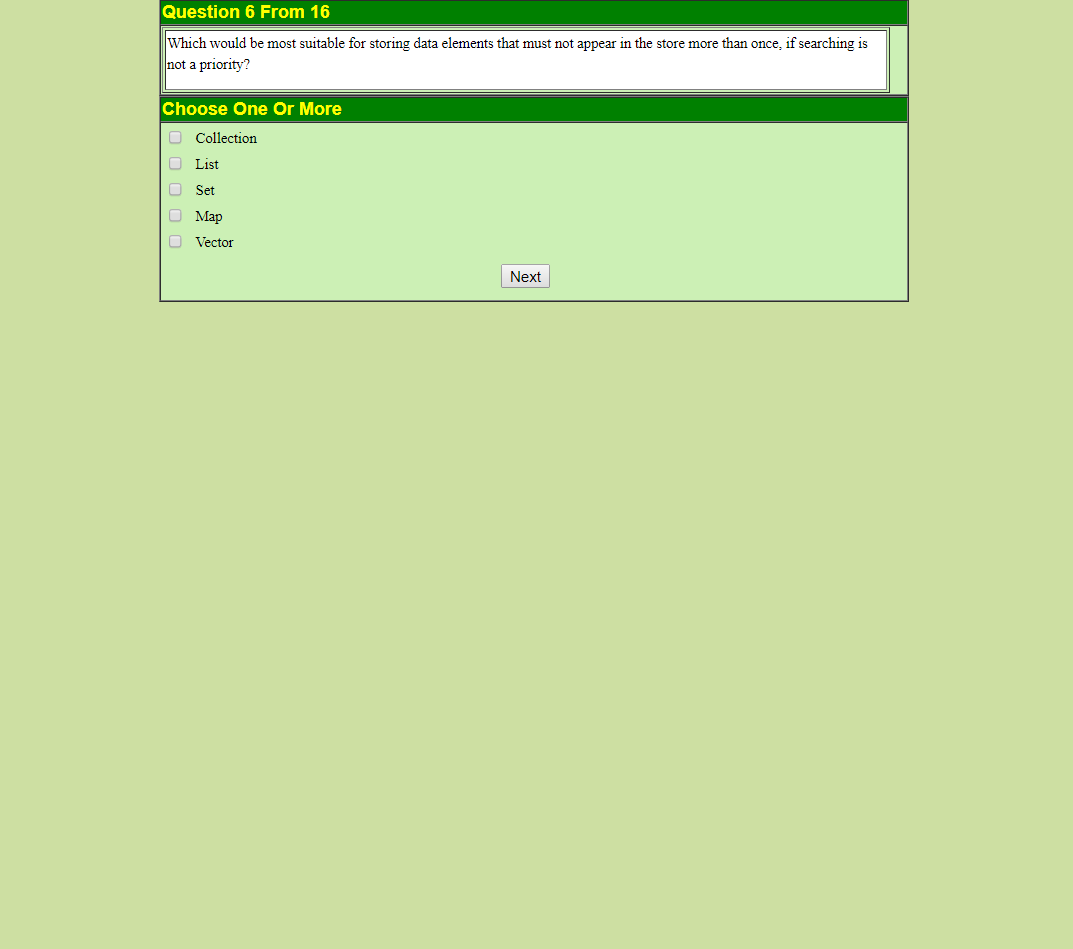 Question 6 From 16
Which would be most suitable for storing data elements that must not appear in the store more than once, if searching is
not a priority?
Choose One Or More
Collection
List
Set
Map
Vector
Next